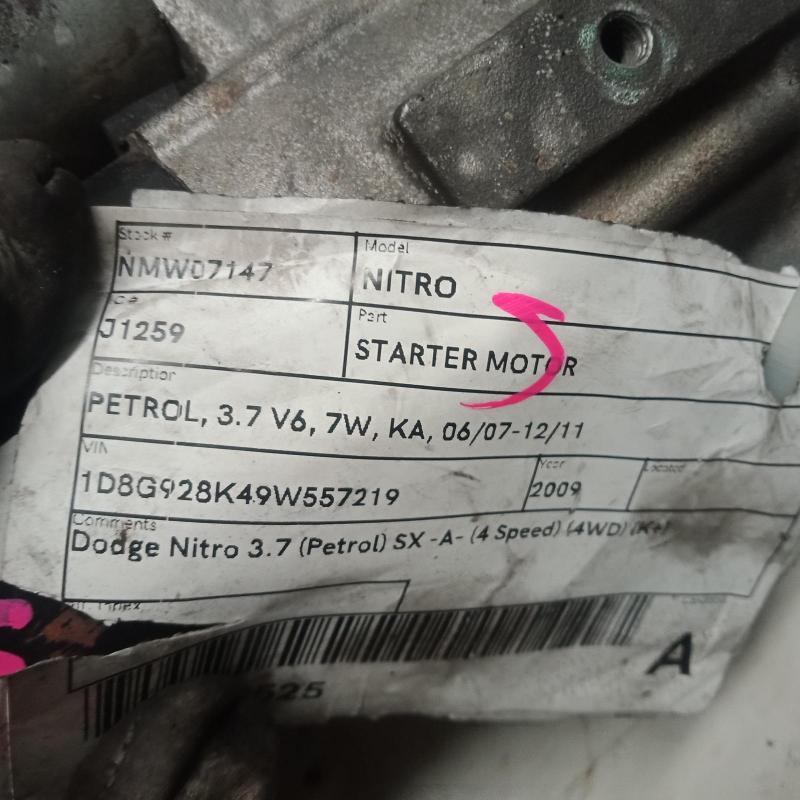 Stock #
NMW07147
Model
NITRO
J1259
Part
STARTER MOTOR
Description
PETROL, 3.7 V6, 7W, KA, 06/07-12/11
VIN
1D8G928K49W557219
Year
2009
Located
Comments
Dodge Nitro 3.7 (Petrol) SX -A- (4 Speed) (4WD) (K+)
A
525